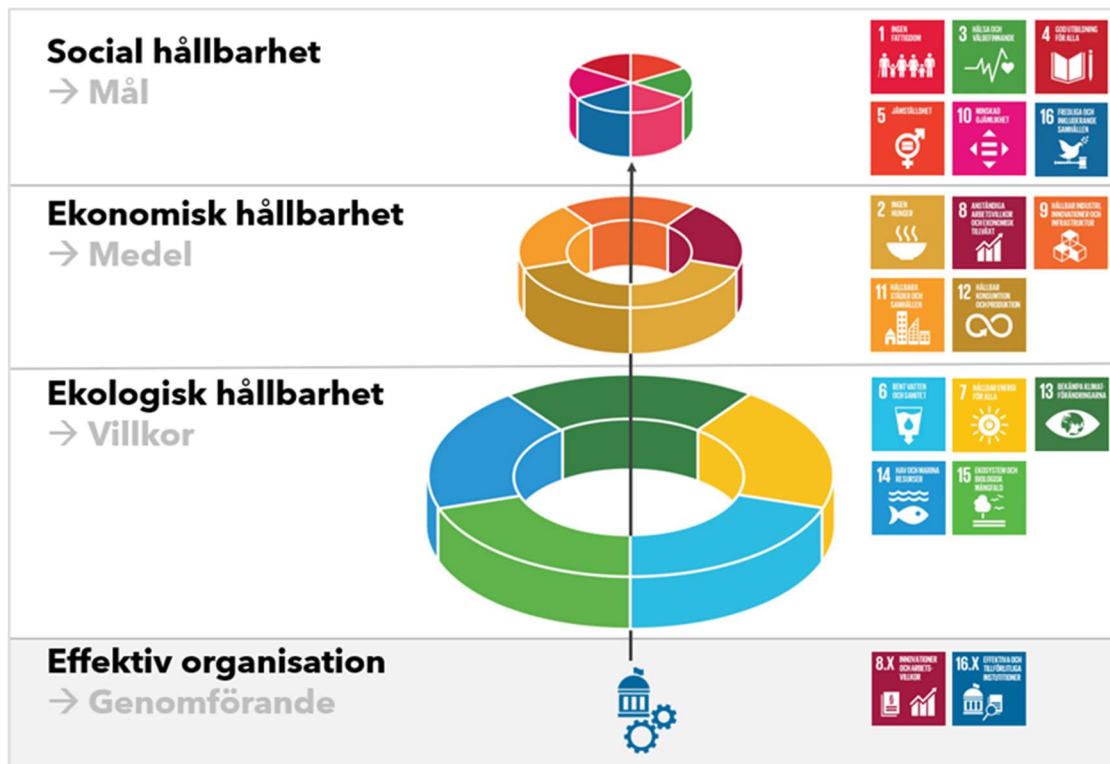 Social hållbarhet
→ Mål
1 INGEN
FATTIGDOM
3 HÄLSA OCH
VÄLBEFINNANDE
4 GOD UTBILDNING
FÖR ALLA
5 JÄMSTÄLLDHET
10 MINSKAD
OJÄMLIKHET
16 FREDLIGA OCH
INKLUDERANDE
SAMHÄLLEN
Ekonomisk hållbarhet
→ Medel
2 INGEN
HUNGER
8 ANSTÄNDIGA
ARBETSVILLKOR
OCH EKONOMISK
TILLVÄXT
9 HÅLLBAR INDUSTRI,
INNOVATIONER OCH
INFRASTRUKTUR
11 HÅLLBARA
STÄDER OCH
SAMHÄLLEN
12 HÅLLBAR
KONSUMTION
OCH PRODUKTION
Ekologisk hållbarhet
→ Villkor
6 RENT VATTEN
OCH SANITET
7 HÅLLBAR ENERGI
FÖR ALLA
13 BEKÄMPA KLIMAT-
FÖRÄNDRINGARNA
14 HAV OCH MARINA
RESURSER
15 EKOSYSTEM OCH
BIOLOGISK
MÅNGFALD
Effektiv organisation
→ Genomförande
8.X INNOVATIONER
OCH ARBETS-
VILLKOR
§
16.X EFFEKTIVA OCH
TILLFÖRLITLIGA
INSTITUTIONER